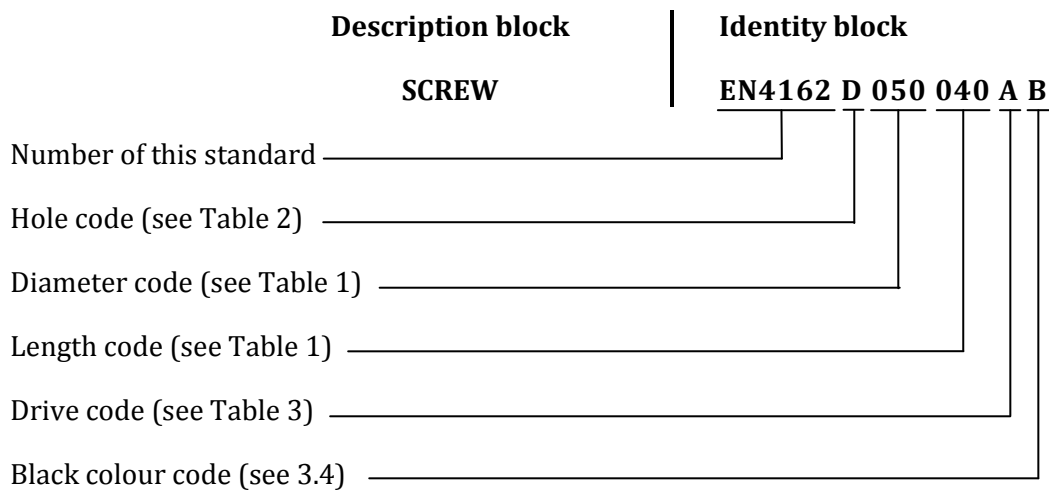 Description block Identity block
SCREW EN4162 D 050 040 A B
Number of this standard
Hole code (see Table 2)
Diameter code (see Table 1)
Length code (see Table 1)
Drive code (see Table 3)
Black colour code (see 3.4)